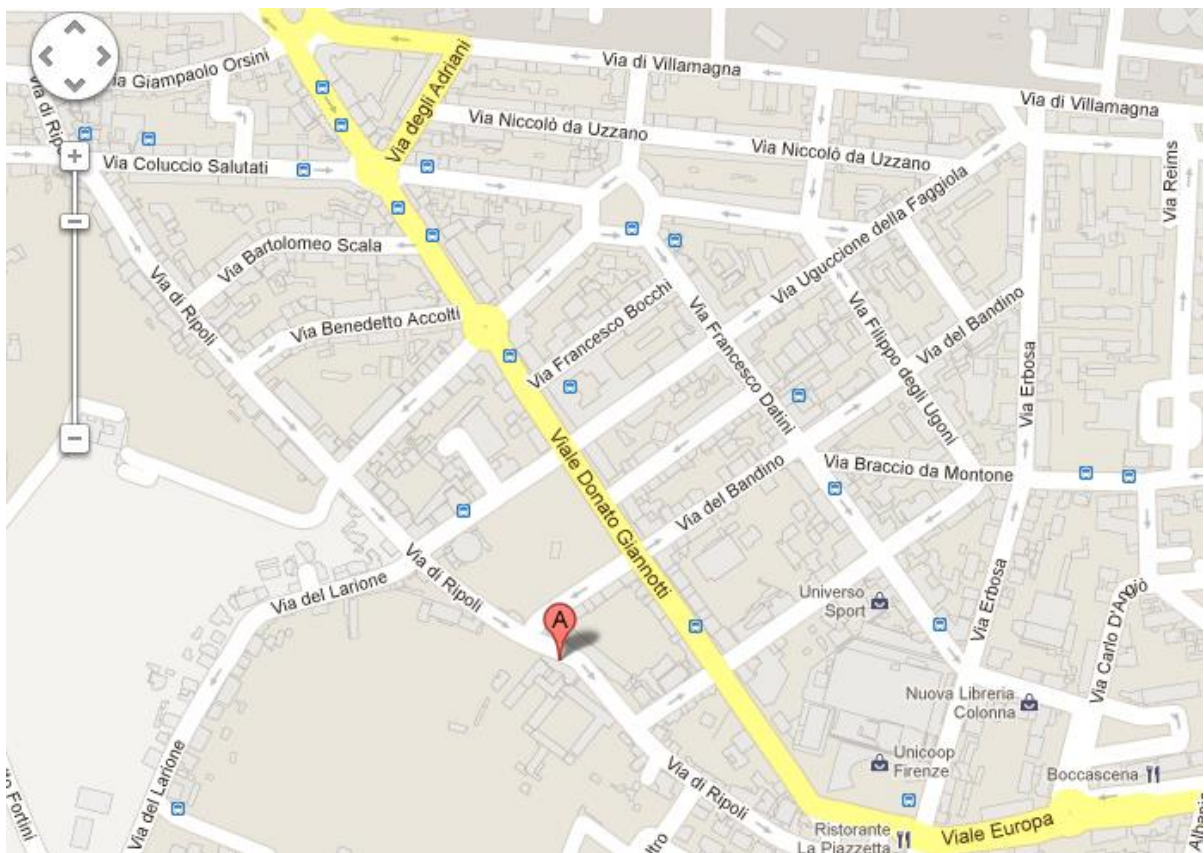 Via di Villamagna
Via di Villamagna
Via Giampaolo Orsini
Via degli Adriani
Via Niccolò da Uzzano
Via Niccolò da Uzzano
Via di Ripoli
Via Coluccio Salutati
Via Reims
Via Uguccione della Faggiola
Via Bartolomeo Scala
Via di Ripoli
Via Benedetto Accolti
Via Francesco Bocchi
Via Francesco Datini
Via Filippo degli Ugoni
Via del Bandino
Via Erbosa
Viale Donato Giannotti
Via del Bandino
Via Braccio da Montone
Via di Ripoli
Via del Larione
A
Universo
Sport
Via Erbosa
Via Carlo D'Angiò
Nuova Libreria
Colonna
Via del Larione
Via di Ripoli
Unicoop
Firenze
Boccascena
Fortini
Ristorante
La Piazzetta
Viale Europa